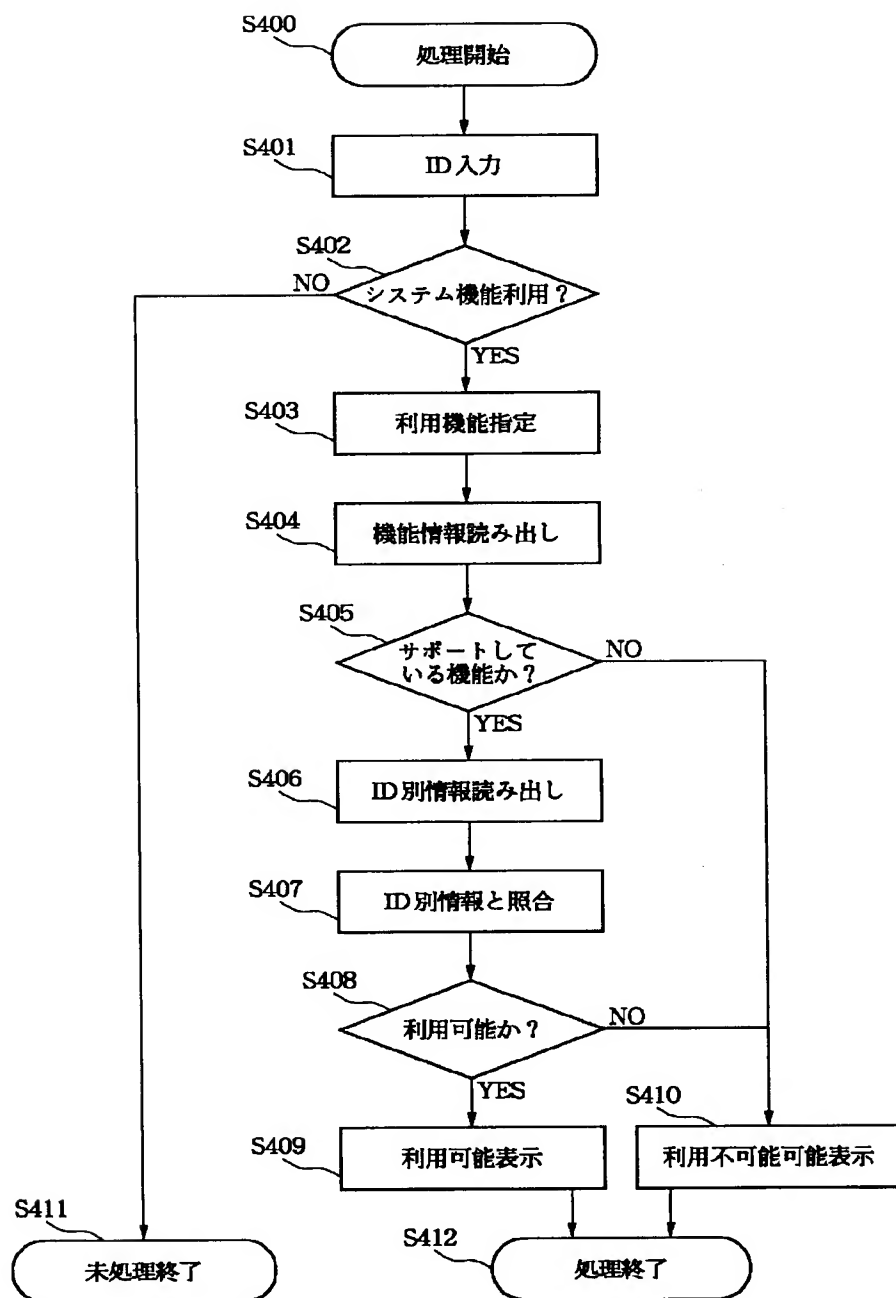 S400
処理開始
S401
ID入力
S402
NO
システム機能利用？
YES
S403
利用機能指定
S404
機能情報読み出し
S405
サポートして
いる機能か？
NO
YES
S406
ID別情報読み出し
S407
ID別情報と照合
S408
利用可能か？
NO
YES
S409
利用可能表示
S410
利用不可能可能表示
S411
未処理終了
S412
処理終了